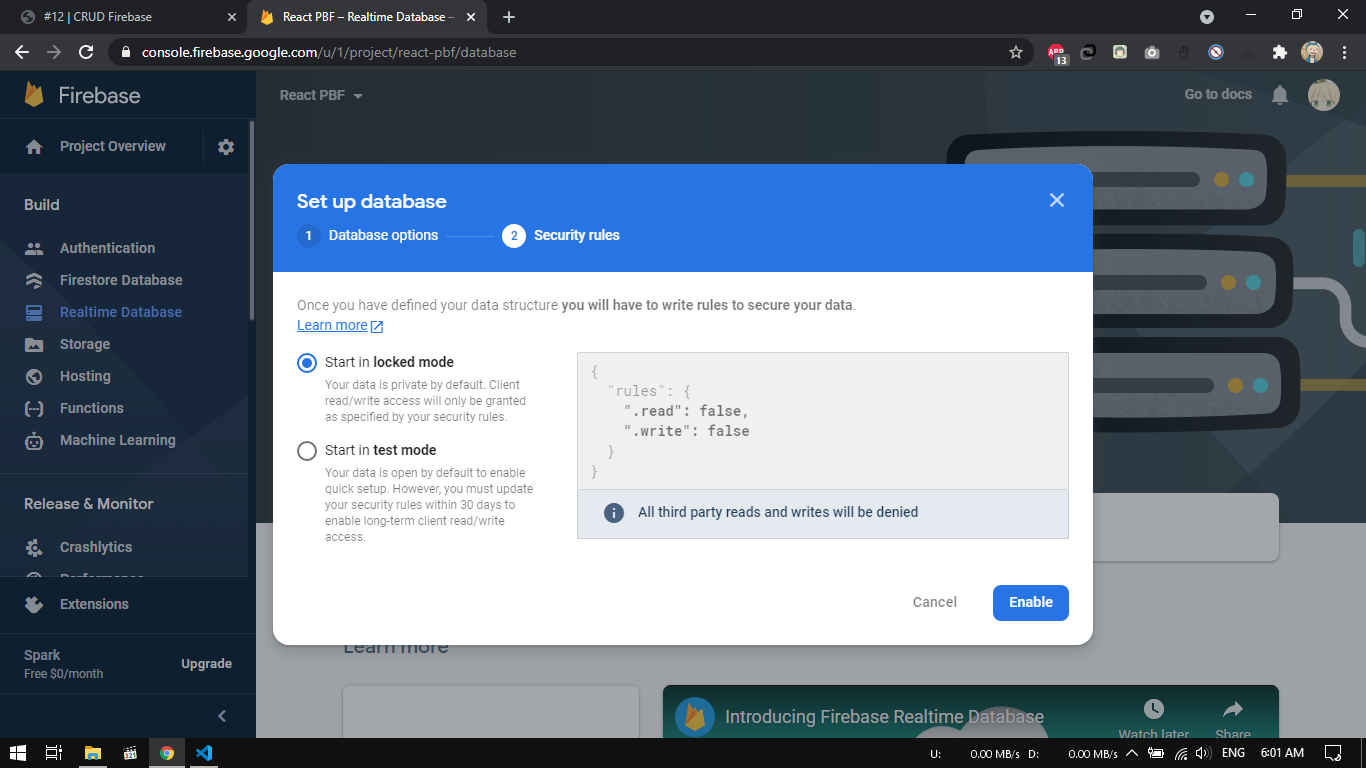 #12 | CRUD Firebase
React PBF – Realtime Database –
console.firebase.google.com/u/1/project/react-pbf/database
ABP
13
Firebase
React PBF
Go to docs
Project Overview
Build
Authentication
Firestore Database
Realtime Database
Storage
Hosting
Functions
Machine Learning
Release & Monitor
Crashlytics
Performance
Extensions
Spark
Free $0/month
Upgrade
Set up database
1 Database options
2 Security rules
Once you have defined your data structure you will have to write rules to secure your data.
Learn more
Start in locked mode
Your data is private by default. Client
read/write access will only be granted
as specified by your security rules.
Start in test mode
Your data is open by default to enable
quick setup. However, you must update
your security rules within 30 days to
enable long-term client read/write
access.
{
"rules": {
".read": false,
".write": false
}
}
All third party reads and writes will be denied
Cancel
Enable
Learn more
Introducing Firebase Realtime Database
Watch later
Share
U: 0.00 MB/s D: 0.00 MB/s
ENG
6:01 AM